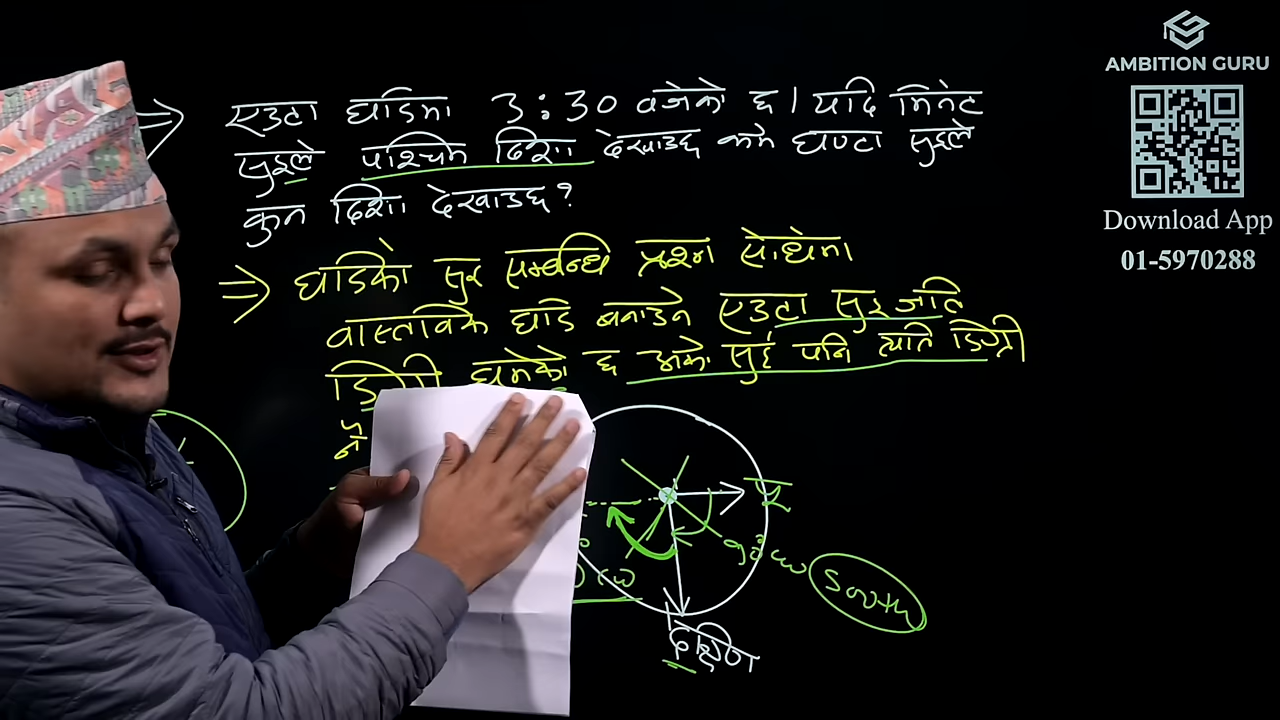 एउटा घडिमा 3:30 बजेको छ। यदि मिनेट
सुइले पश्चिम दिशा देखाउछ भने घण्टा सुइले
कुन दिशा देखाउछ?
घडिको सुइ सम्बन्धि प्रश्न सोधेमा
वास्तविक घडि बनाउने एउटा सुइ जति
डिग्री घुमेको छ अर्को सुई पनि त्यति डिग्री
ने
South
दक्षिण
AMBITION GURU
Download App
01-5970288